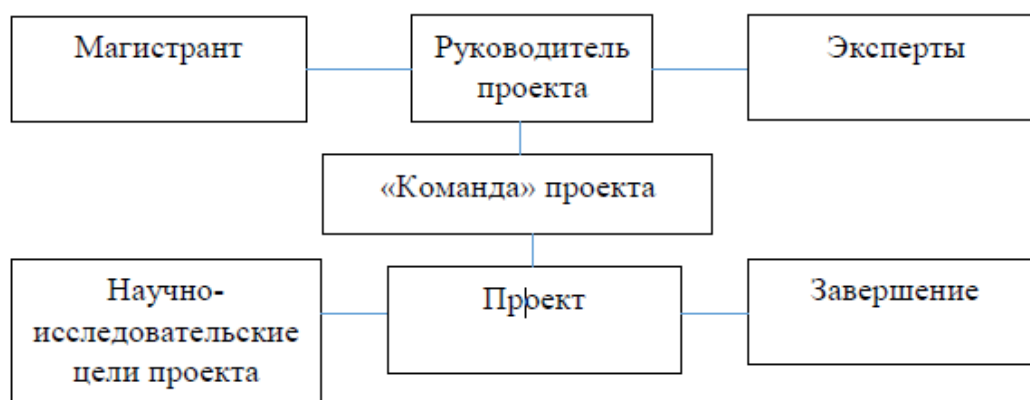 Магистрант
Руководитель
проекта
Эксперты
«Команда» проекта
Научно-
исследовательские
цели проекта
Проект
Завершение